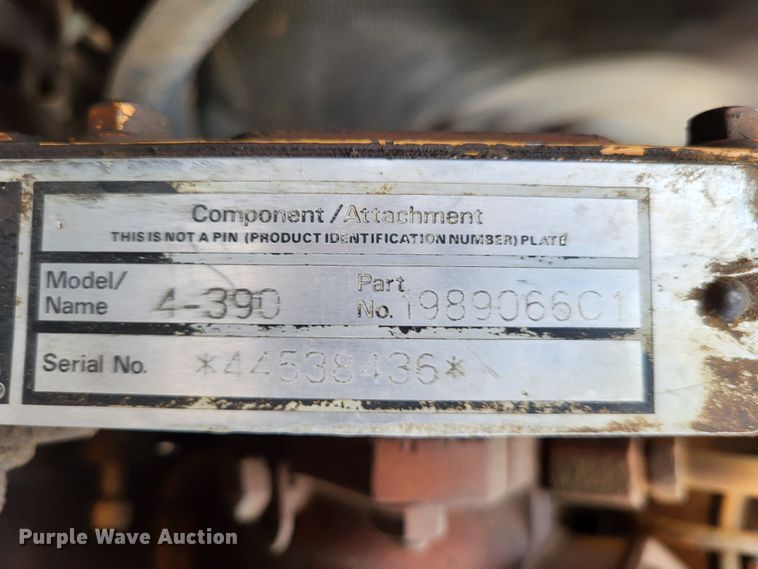 Component/Attachment
THIS IS NOT A PIN (PRODUCT IDENTIFICATION NUMBER) PLATE
Model/Name 4-390 Part No. 1989066C1
Serial No. *44538436*
Purple Wave Auction®